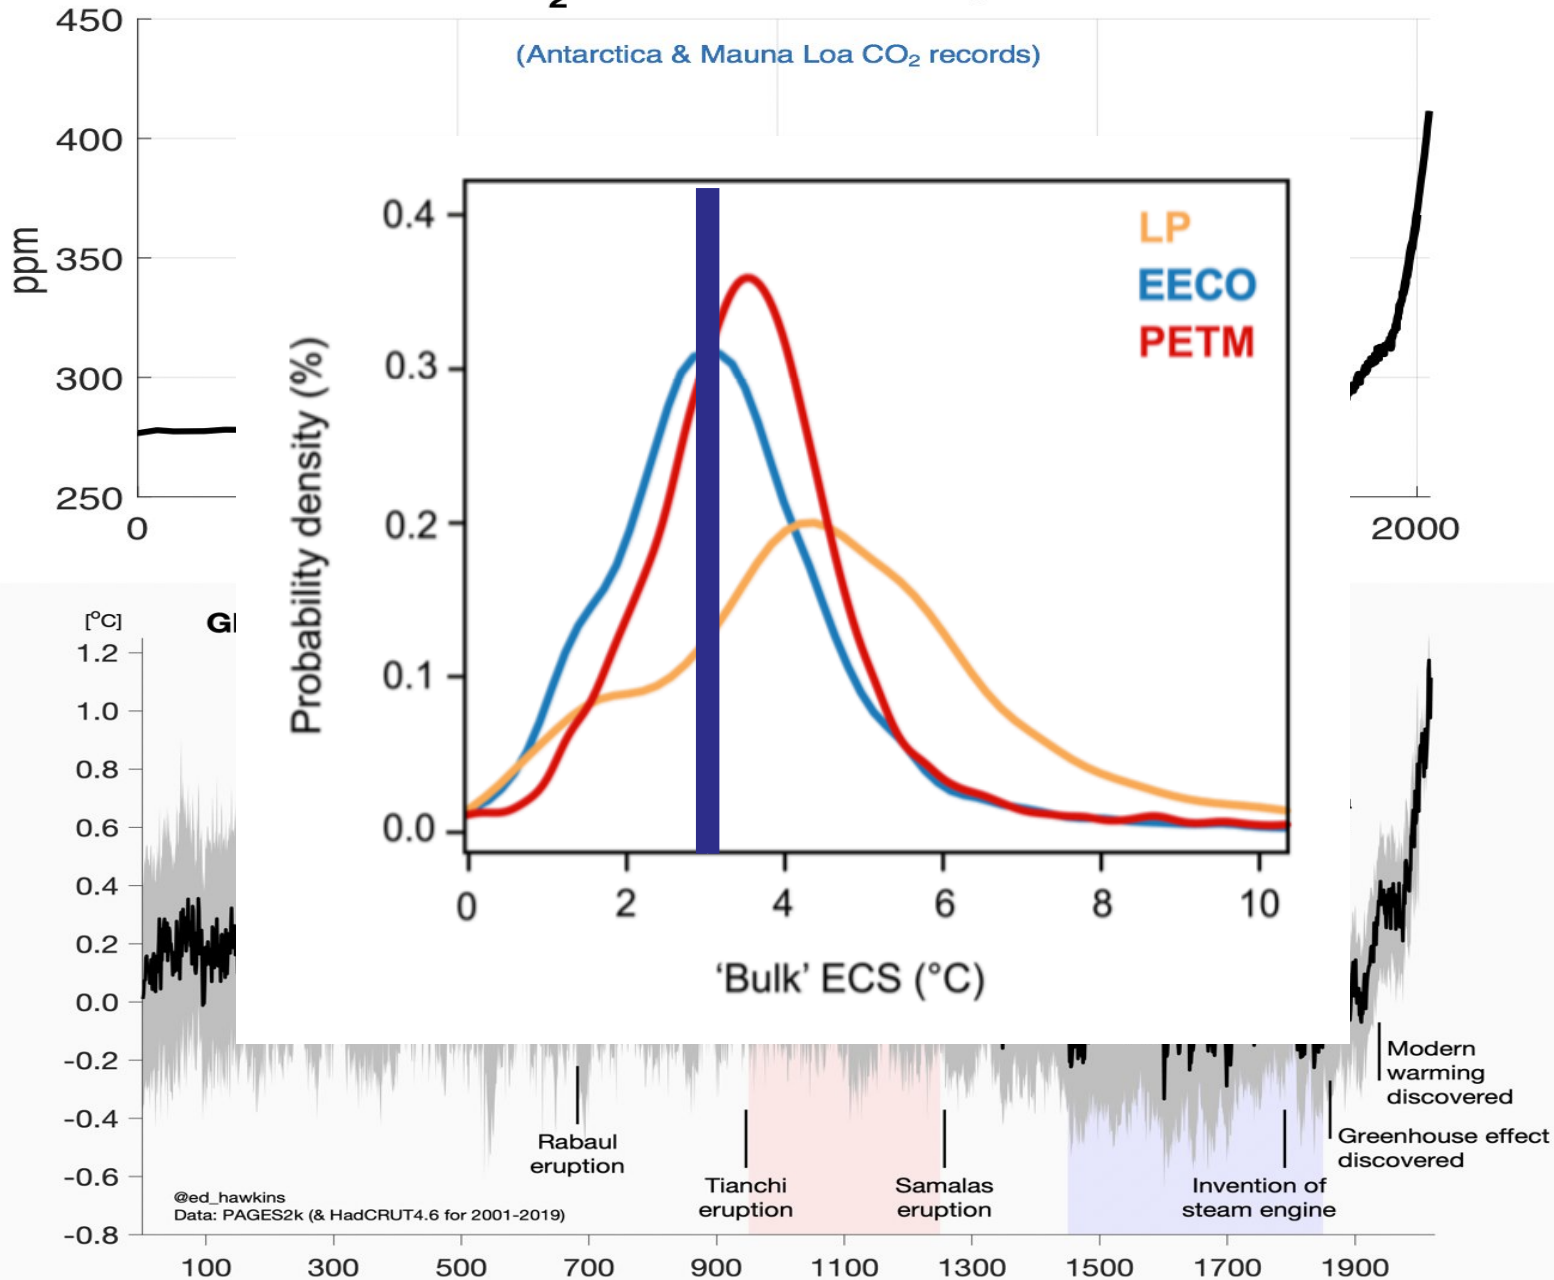 2
(Antarctica & Mauna Loa CO₂ records)
450
400
350
300
250
ppm
0
2000
0.4
0.3
0.2
0.1
0.0
Probability density (%)
LP
EECO
PETM
0 2 4 6 8 10
‘Bulk’ ECS (°C)
[°C]
1.2
1.0
0.8
0.6
0.4
0.2
0.0
-0.2
-0.4
-0.6
-0.8
Rabaul
eruption
Tianchi
eruption
Samalas
eruption
Invention of
steam engine
Modern
warming
discovered
Greenhouse effect
discovered
@ed_hawkins
Data: PAGES2k (& HadCRUT4.6 for 2001-2019)
100 300 500 700 900 1100 1300 1500 1700 1900